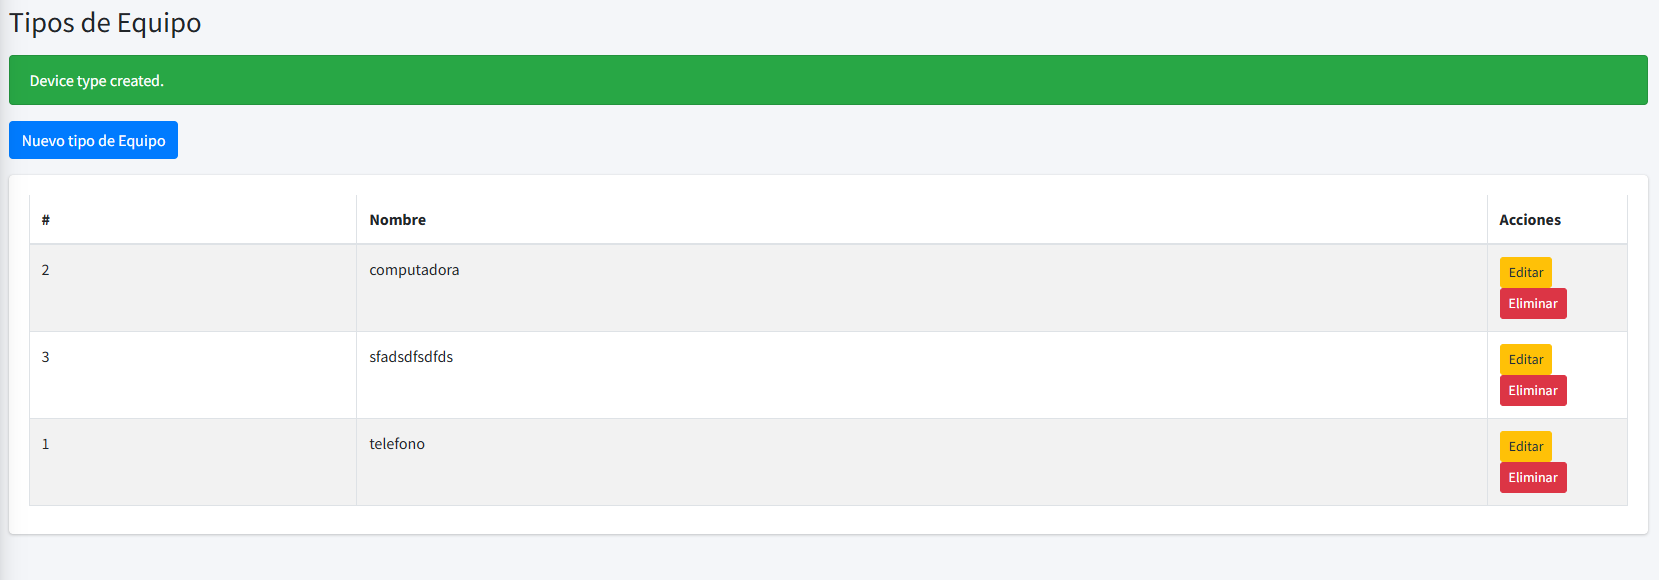 Tipos de Equipo
Device type created.
Nuevo tipo de Equipo
# Nombre Acciones
2 computadora Editar
Eliminar
3 sfadsdfsdfds Editar
Eliminar
1 telefono Editar
Eliminar